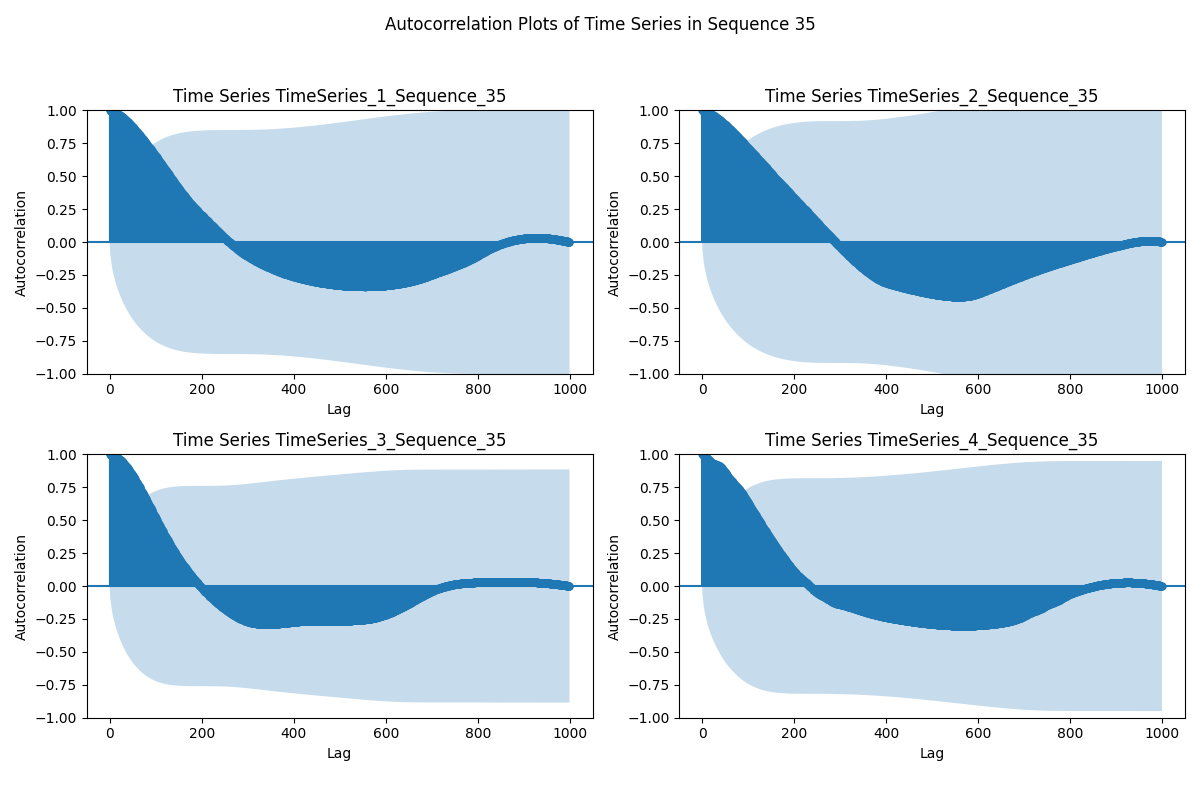 Autocorrelation Plots of Time Series in Sequence 35
Time Series TimeSeries_1_Sequence_35
Time Series TimeSeries_2_Sequence_35
1.00
0.75
0.50
0.25
0.00
−0.25
−0.50
−0.75
−1.00
Autocorrelation
0 200 400 600 800 1000
Lag
1.00
0.75
0.50
0.25
0.00
−0.25
−0.50
−0.75
−1.00
Autocorrelation
0 200 400 600 800 1000
Lag
Time Series TimeSeries_3_Sequence_35
Time Series TimeSeries_4_Sequence_35
1.00
0.75
0.50
0.25
0.00
−0.25
−0.50
−0.75
−1.00
Autocorrelation
0 200 400 600 800 1000
Lag
1.00
0.75
0.50
0.25
0.00
−0.25
−0.50
−0.75
−1.00
Autocorrelation
0 200 400 600 800 1000
Lag